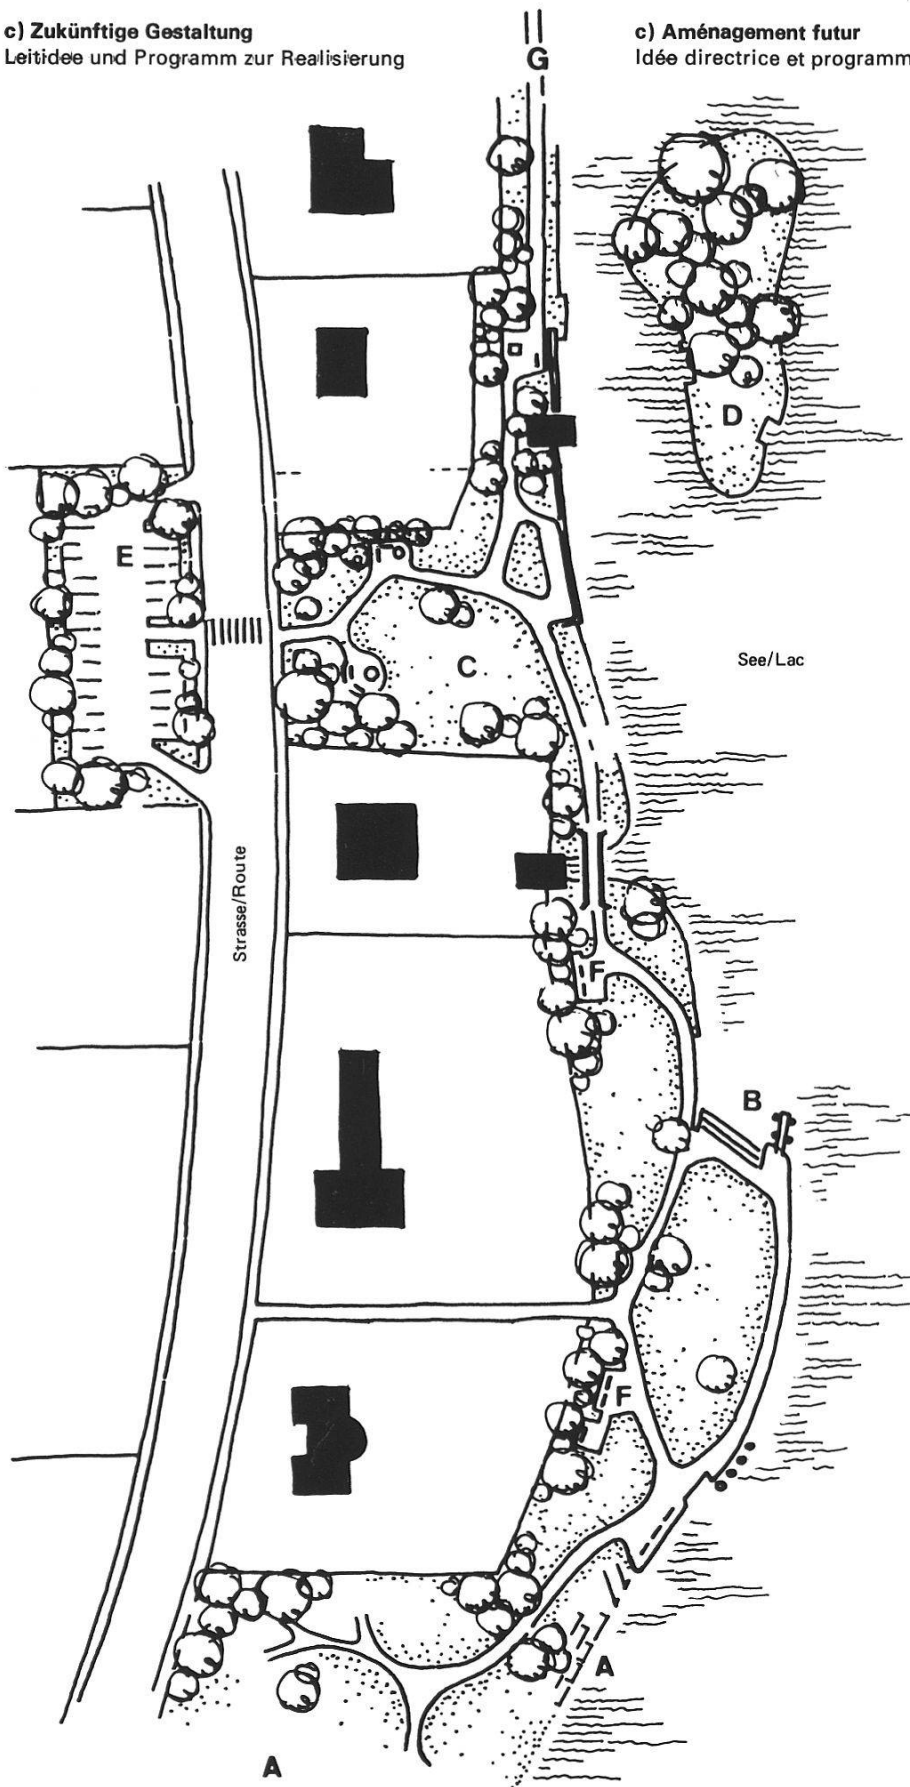 c) Zukünftige Gestaltung
Leitidee und Programm zur Realisierung
c) Aménagement futur
Idée directrice et programm
G
D
E
C
See/Lac
Strasse/Route
F
B
F
A
A